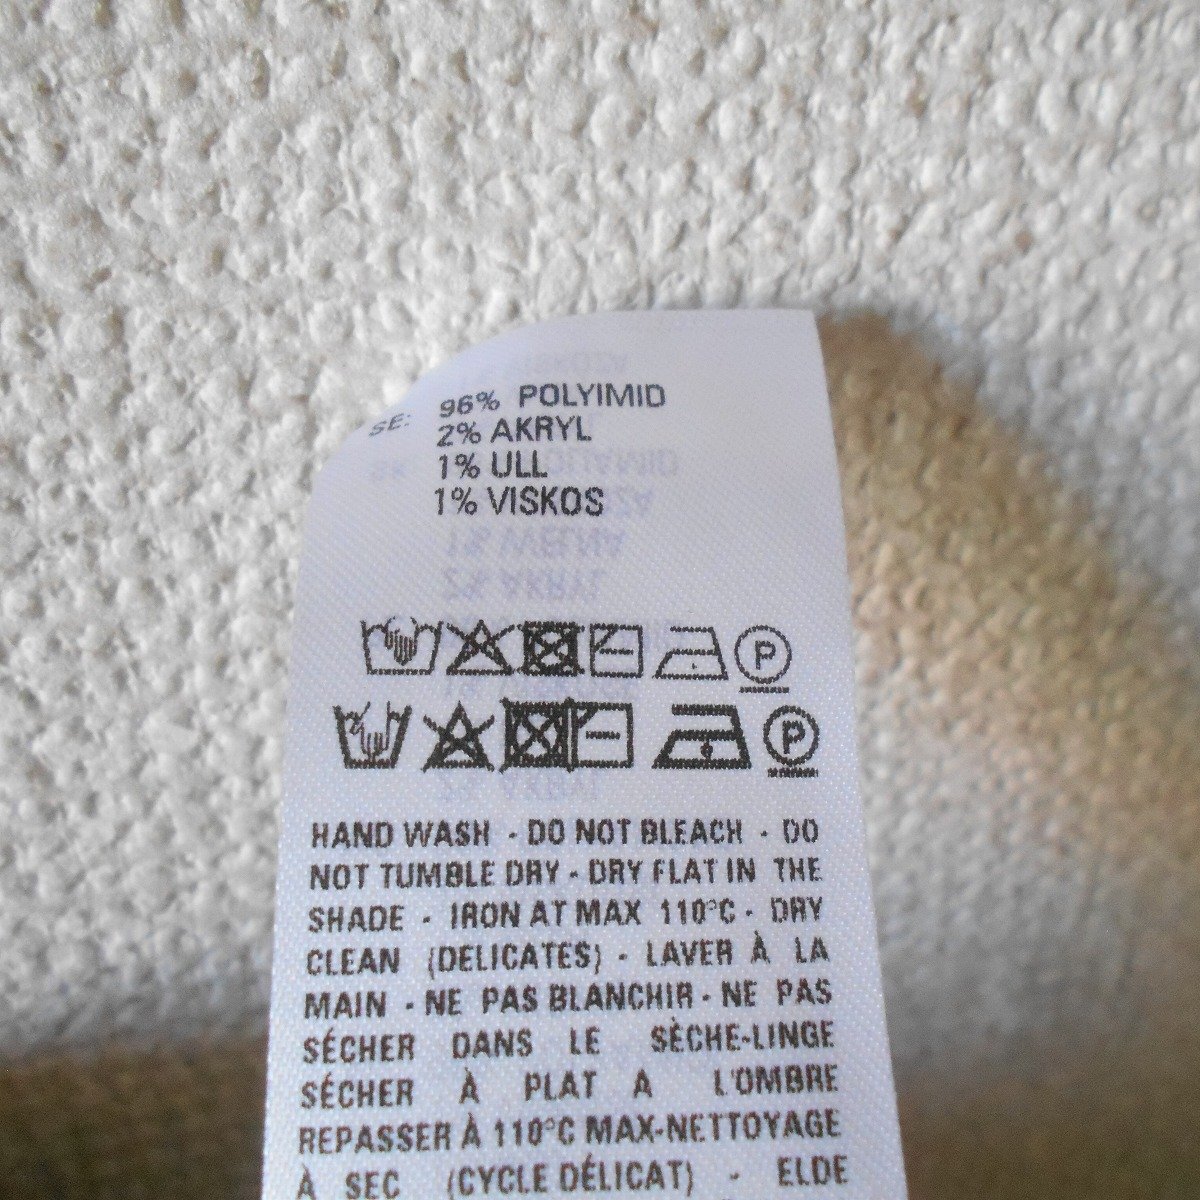 SE: 96% POLYIMID
2% AKRYL
1% ULL
1% VISKOS
P
P
HAND WASH - DO NOT BLEACH - DO
NOT TUMBLE DRY - DRY FLAT IN THE
SHADE - IRON AT MAX 110°C - DRY
CLEAN (DELICATES) - LAVER À LA
MAIN - NE PAS BLANCHIR - NE PAS
SÉCHER DANS LE SÈCHE-LINGE
SÉCHER À PLAT A L'OMBRE
REPASSER À 110°C MAX-NETTOYAGE
À SEC (CYCLE DÉLICAT) - ELDE